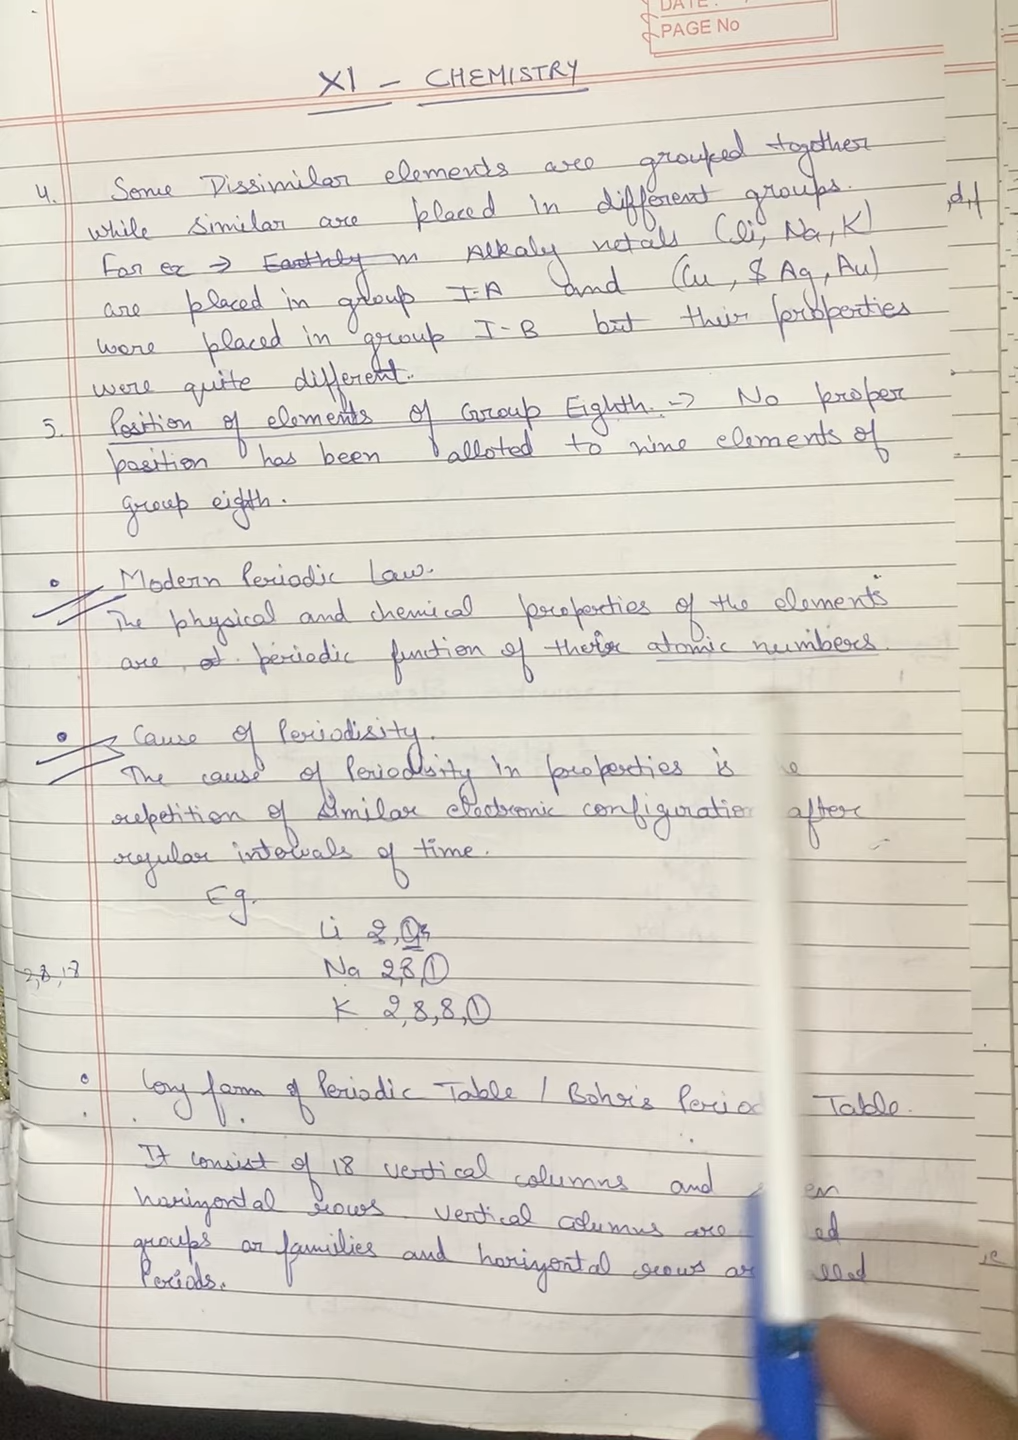 DATE:
PAGE No
XI - CHEMISTRY
4. Some Dissimilar elements are grouped together
while similar are placed in different groups.
For ex → Earthly m Alkaly netals (Li, Na, K)
are placed in group I-A and (Cu, $ Ag, Au)
were placed in group I-B but their properties
were quite different.
5. Position of elements of Group Eighth. → No proper
position has been alloted to nine elements of
group eigth.
Modern Periodic Law.
The physical and chemical properties of the elements
are periodic function of their atomic numbers.
Cause of Periodisity.
The cause of Periodisity in properties is
repetition of similar electronic configuration after
regular intervals of time.
Eg.
Li 2,1
Na 2,8,1
2,8,18
K 2,8,8,1
Long form of Periodic Table / Bohr's Table.
It consist of 18 vertical columns and
horizontal rows. Vertical columns are
groups or families and horizontal rows
Periods.